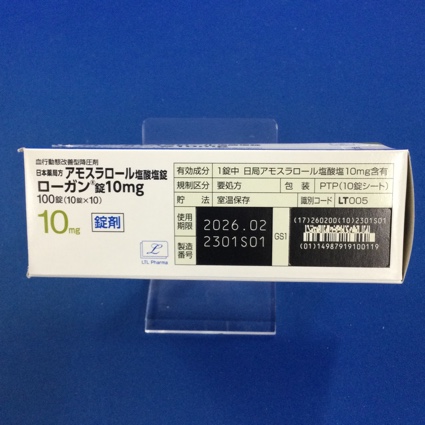 血行動態改善型降圧剤
日本薬局方 アモスラロール塩酸塩錠
ローガン®錠10mg
100錠(10錠×10)
10mg 錠剤
LTL Pharma
有効成分 1錠中 日局アモスラロール塩酸塩10mg含有
規制区分 要処方 包装 PTP(10錠シート)
貯法 室温保存 識別コード LT005
使用期限 2026.02
製造番号 2301S01
GS1
(17)260200(10)2301S01
(01)14987919100119